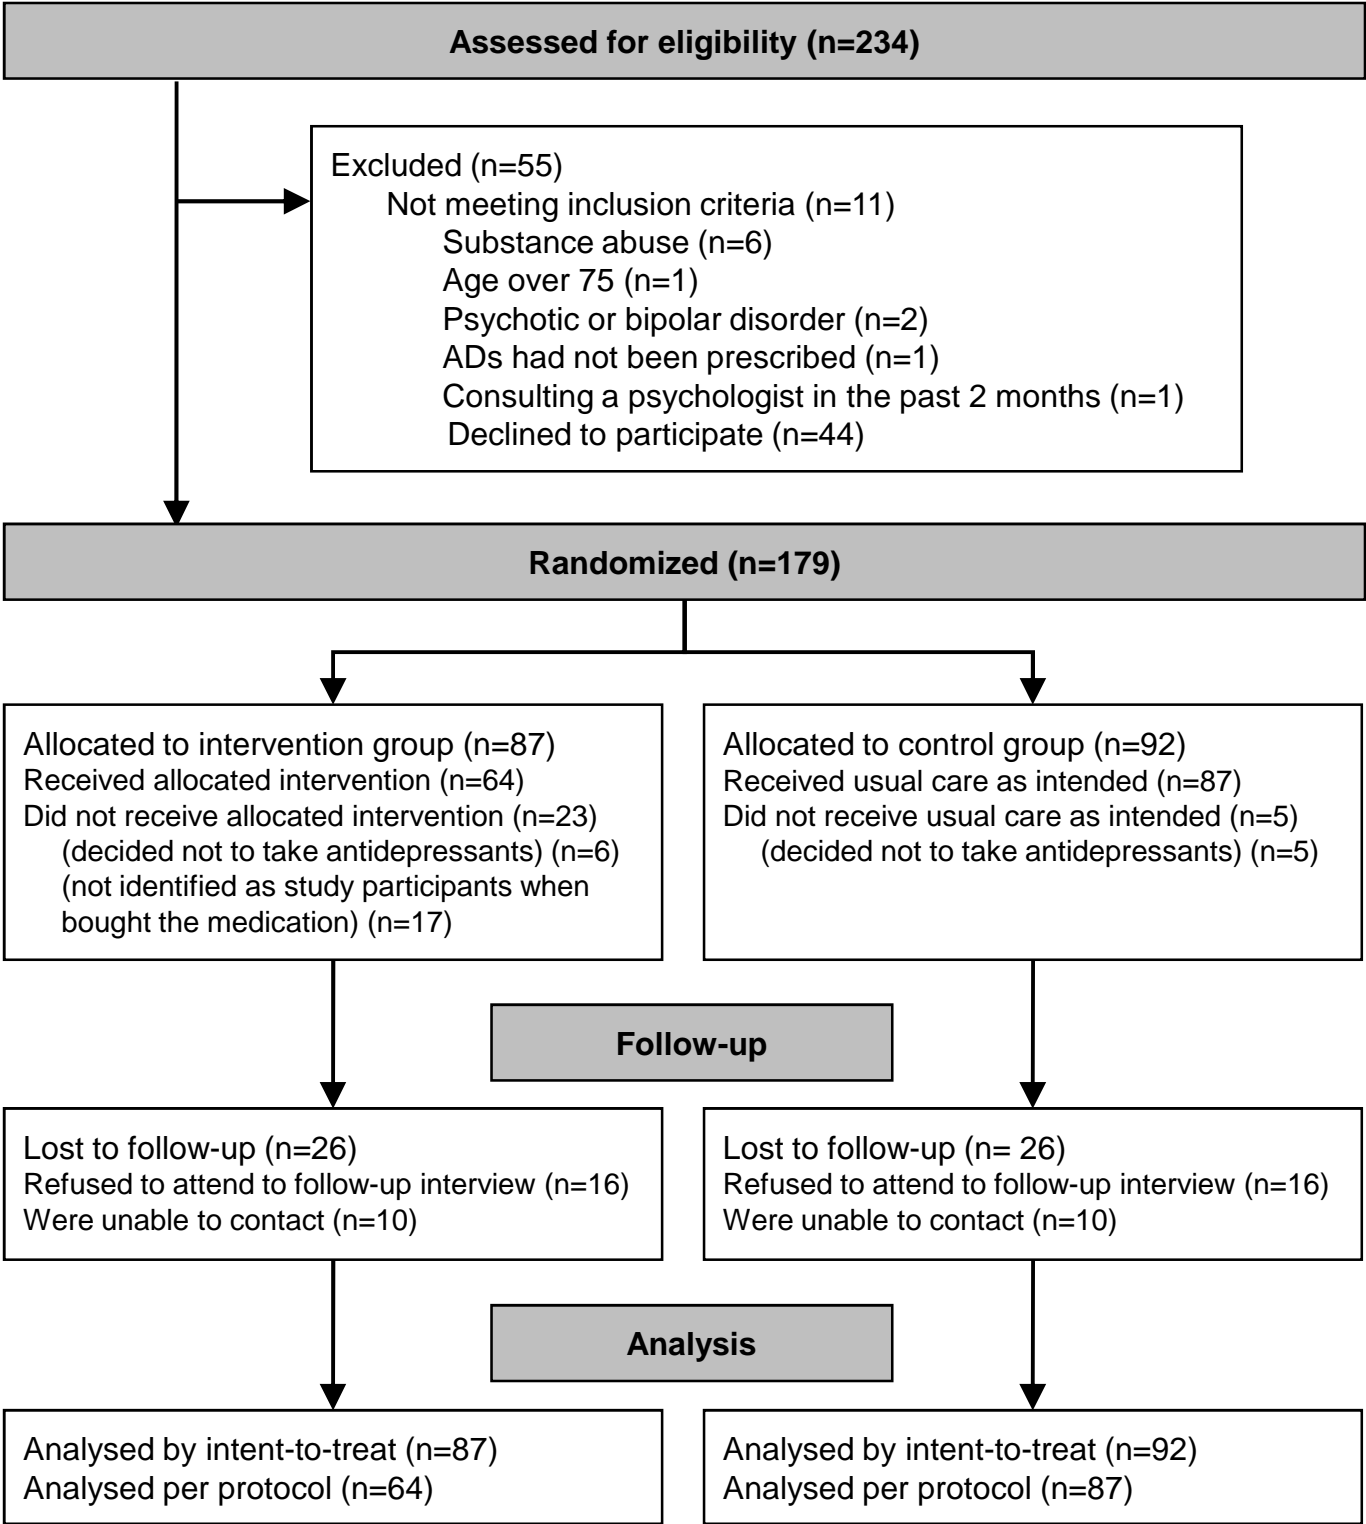 Assessed for eligibility (n=234)
Excluded (n=55)
Not meeting inclusion criteria (n=11)
Substance abuse (n=6)
Age over 75 (n=1)
Psychotic or bipolar disorder (n=2)
ADs had not been prescribed (n=1)
Consulting a psychologist in the past 2 months (n=1)
Declined to participate (n=44)
Randomized (n=179)
Allocated to intervention group (n=87)
Received allocated intervention (n=64)
Did not receive allocated intervention (n=23)
(decided not to take antidepressants) (n=6)
(not identified as study participants when
bought the medication) (n=17)
Allocated to control group (n=92)
Received usual care as intended (n=87)
Did not receive usual care as intended (n=5)
(decided not to take antidepressants) (n=5)
Follow-up
Lost to follow-up (n=26)
Refused to attend to follow-up interview (n=16)
Were unable to contact (n=10)
Lost to follow-up (n= 26)
Refused to attend to follow-up interview (n=16)
Were unable to contact (n=10)
Analysis
Analysed by intent-to-treat (n=87)
Analysed per protocol (n=64)
Analysed by intent-to-treat (n=92)
Analysed per protocol (n=87)